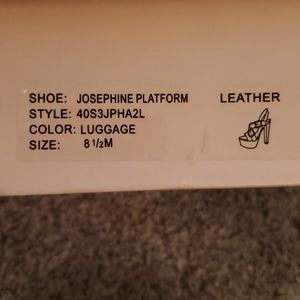 SHOE: JOSEPHINE PLATFORM LEATHER
STYLE: 40S3JPHA2L
COLOR: LUGGAGE
SIZE: 8 1/2M